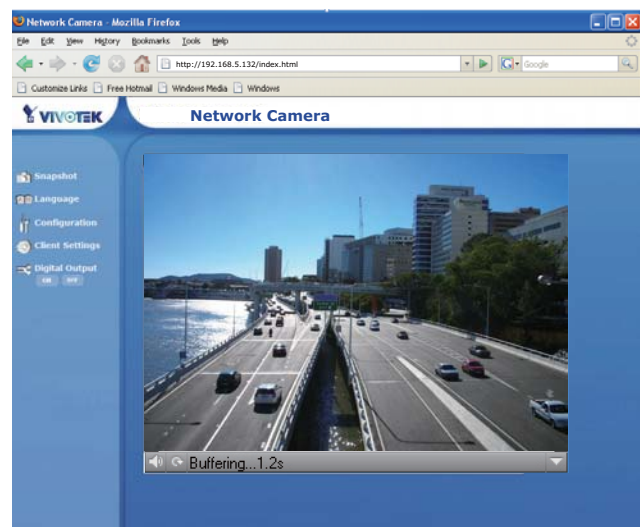 Network Camera - Mozilla Firefox
File Edit View History Bookmarks Tools Help
http://192.168.5.132/index.html
G Google
Customize Links Free Hotmail Windows Media Windows
VIVOTEK
Network Camera
Snapshot
Language
Configuration
Client Settings
Digital Output
ON OFF
Buffering...1.2s